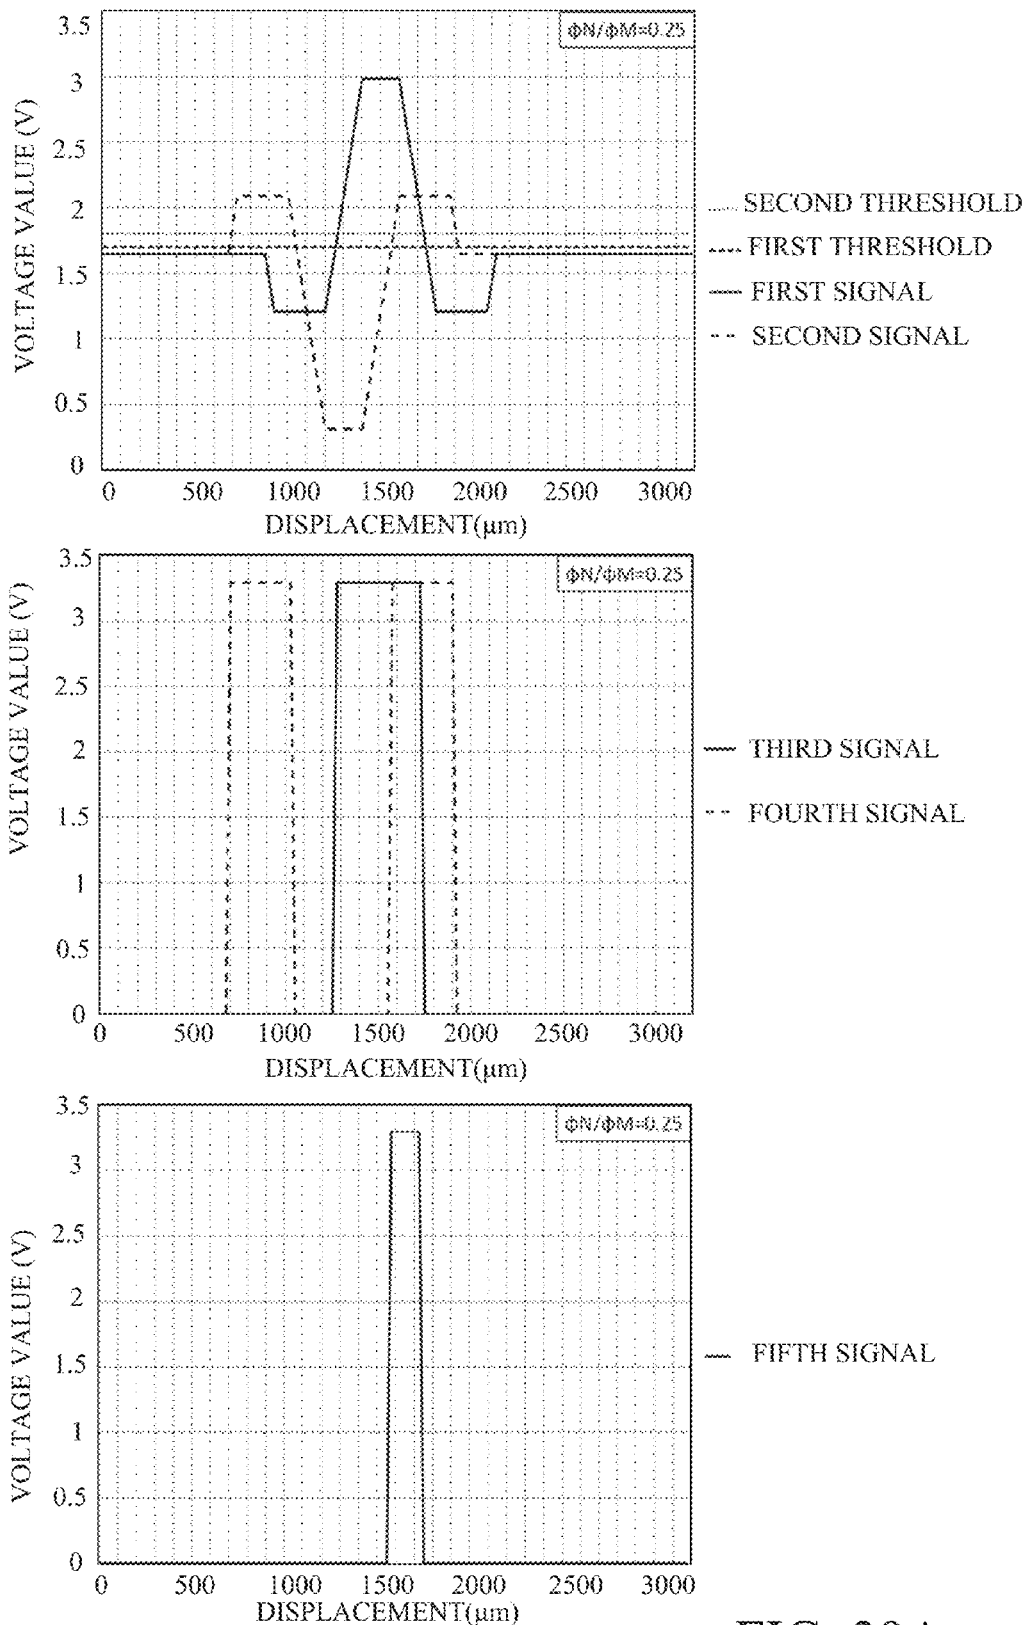 3.5
ϕN/ϕM=0.25
3
2.5
2
1.5
1
0.5
0
VOLTAGE VALUE (V)
0 500 1000 1500 2000 2500 3000
DISPLACEMENT(μm)
SECOND THRESHOLD
FIRST THRESHOLD
FIRST SIGNAL
SECOND SIGNAL
3.5
ϕN/ϕM=0.25
3
2.5
2
1.5
1
0.5
0
VOLTAGE VALUE (V)
0 500 1000 1500 2000 2500 3000
DISPLACEMENT(μm)
THIRD SIGNAL
FOURTH SIGNAL
3.5
ϕN/ϕM=0.25
3
2.5
2
1.5
1
0.5
0
VOLTAGE VALUE (V)
0 500 1000 1500 2000 2500 3000
DISPLACEMENT(μm)
FIFTH SIGNAL